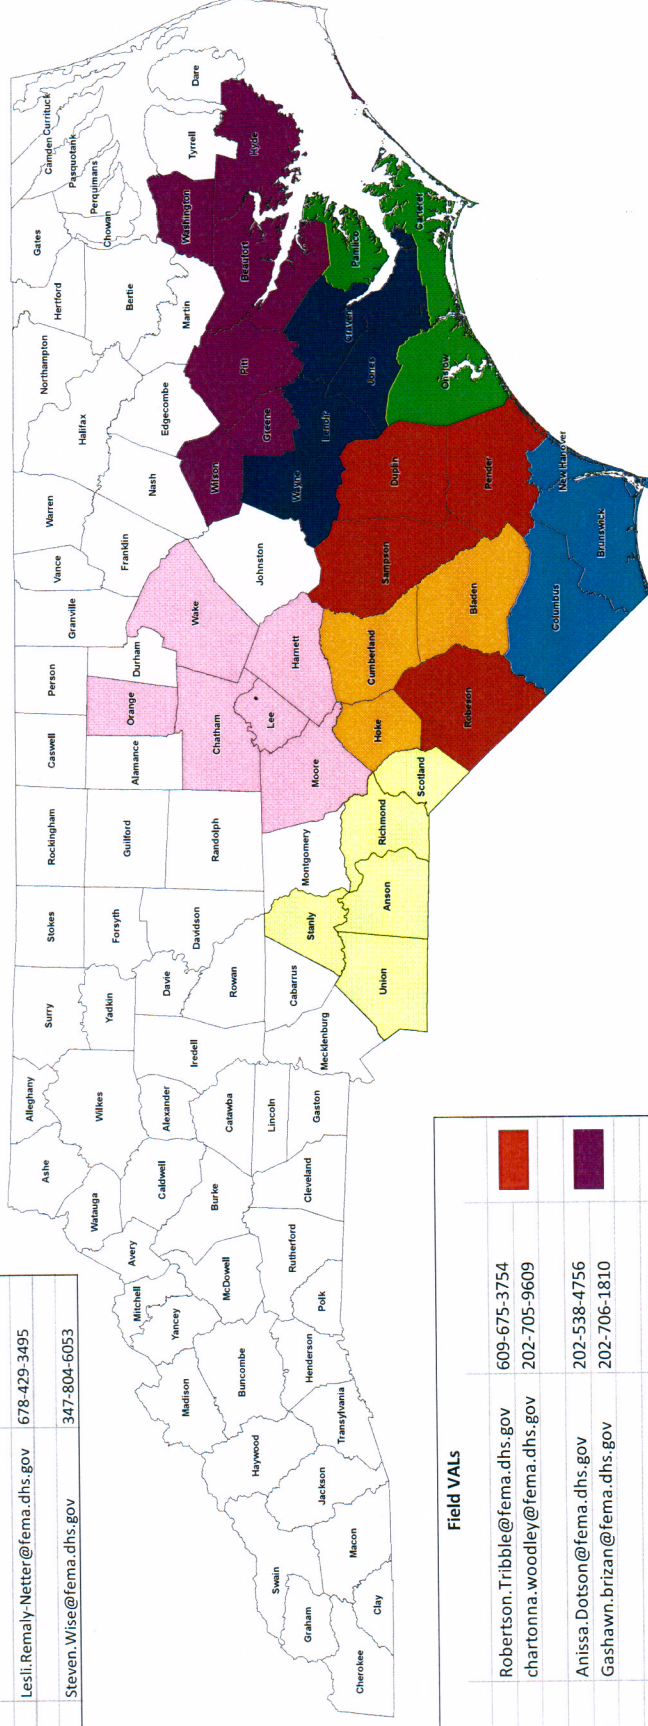 Lesli.Remaly-Netter@fema.dhs.gov 678-429-3495
Steven.Wise@fema.dhs.gov 347-804-6053
Alleghany
Ashe
Surry
Stokes
Rockingham
Caswell
Person
Granville
Vance
Warren
Northampton
Hertford
Gates
Camden
Currituck
Pasquotank
Perquimans
Chowan
Halifax
Watauga
Wilkes
Yadkin
Forsyth
Guilford
Alamance
Orange
Durham
Franklin
Nash
Edgecombe
Bertie
Martin
Washington
Tyrrell
Dare
Mitchell
Avery
Yancey
Caldwell
Alexander
Iredell
Davie
Davidson
Randolph
Chatham
Wake
Johnston
Wilson
Pitt
Beaufort
Hyde
Madison
McDowell
Burke
Catawba
Rowan
Buncombe
Haywood
Swain
Graham
Cherokee
Clay
Macon
Jackson
Transylvania
Henderson
Polk
Rutherford
Cleveland
Lincoln
Gaston
Mecklenburg
Cabarrus
Stanly
Montgomery
Moore
Lee
Harnett
Wayne
Greene
Lenoir
Craven
Pamlico
Jones
Carteret
Onslow
Union
Anson
Richmond
Scotland
Hoke
Cumberland
Sampson
Duplin
Robeson
Bladen
Pender
Columbus
Brunswick
New Hanover
Field VALs
Robertson.Tribble@fema.dhs.gov 609-675-3754
chartonna.woodley@fema.dhs.gov 202-705-9609
Anissa.Dotson@fema.dhs.gov 202-538-4756
Gashawn.brizan@fema.dhs.gov 202-706-1810